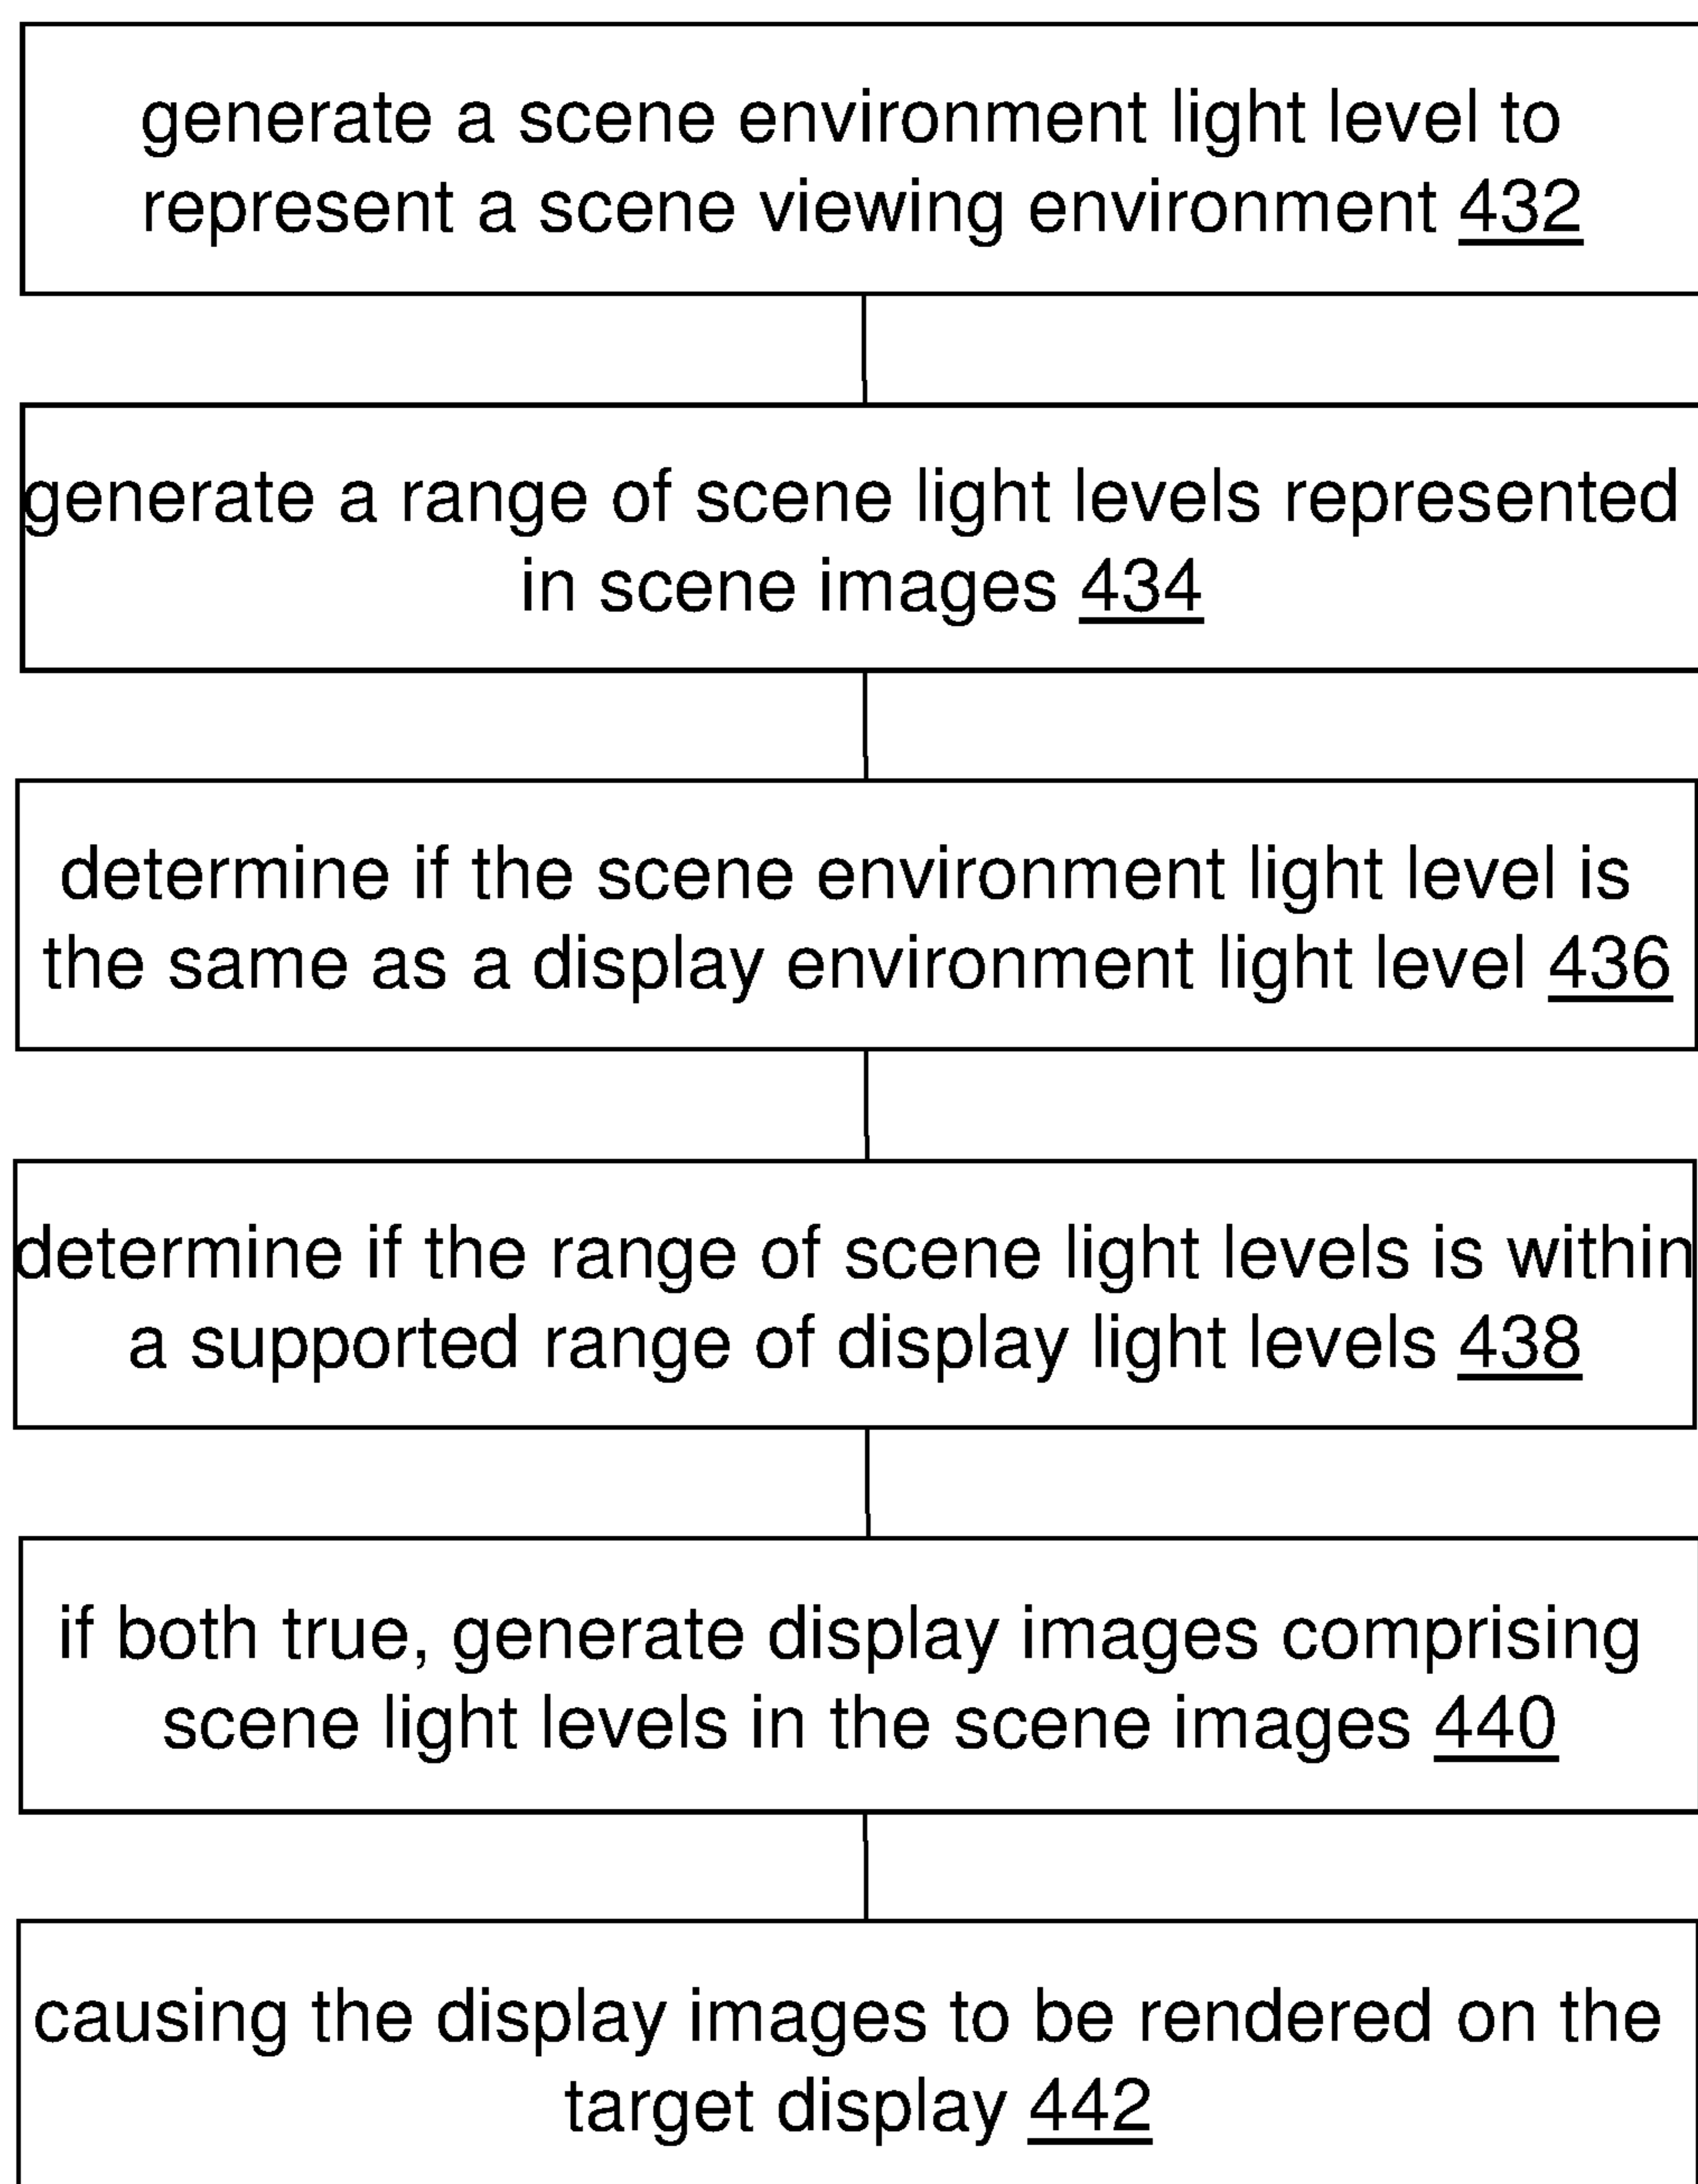 generate a scene environment light level to
represent a scene viewing environment 432
generate a range of scene light levels represented
in scene images 434
determine if the scene environment light level is
the same as a display environment light level 436
determine if the range of scene light levels is within
a supported range of display light levels 438
if both true, generate display images comprising
scene light levels in the scene images 440
causing the display images to be rendered on the
target display 442